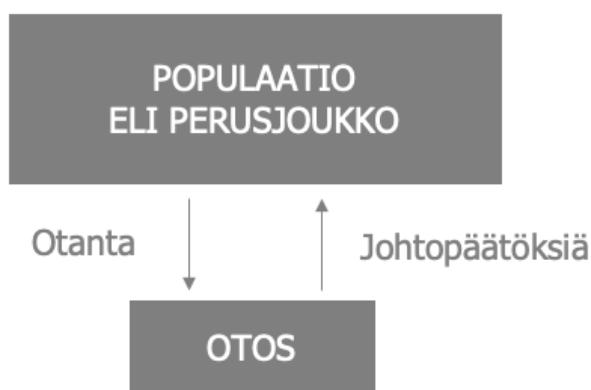 POPULAATIO
ELI PERUSJOUKKO
Otanta
Johtopäätöksiä
OTOS